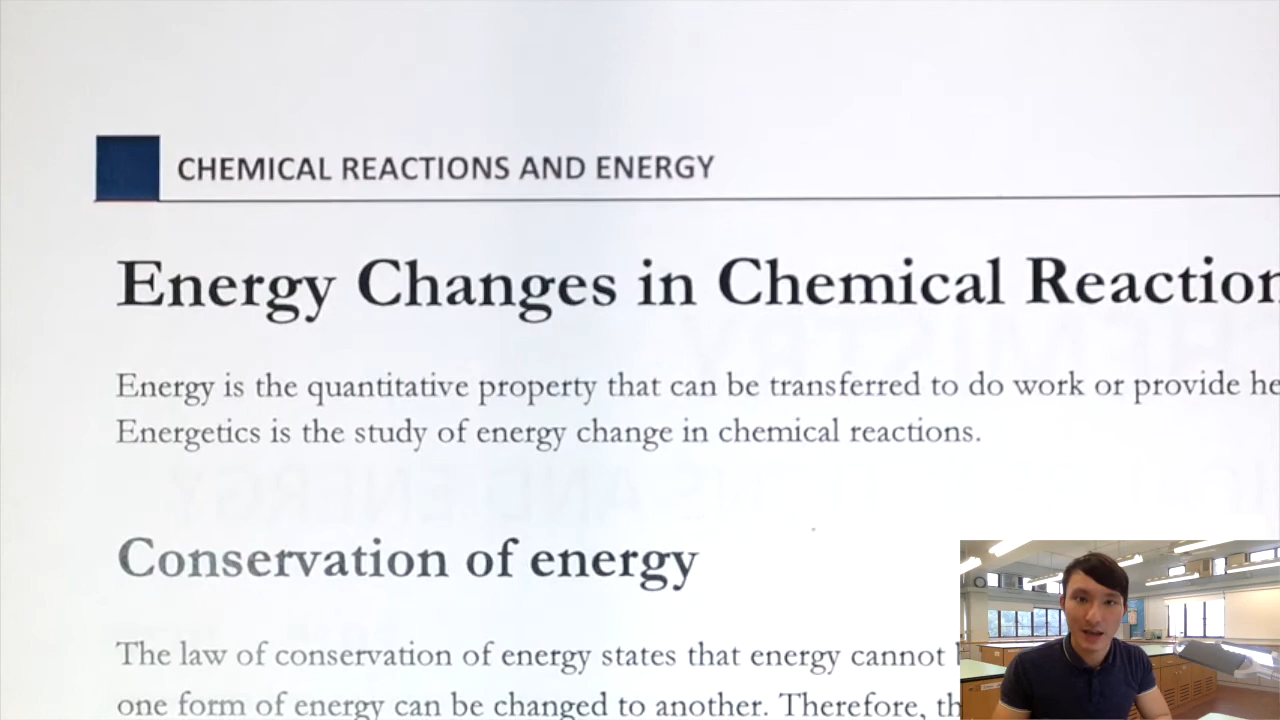 CHEMICAL REACTIONS AND ENERGY
Energy Changes in Chemical Reaction
Energy is the quantitative property that can be transferred to do work or provide he
Energetics is the study of energy change in chemical reactions.
Conservation of energy
The law of conservation of energy states that energy cannot
one form of energy can be changed to another. Therefore, th